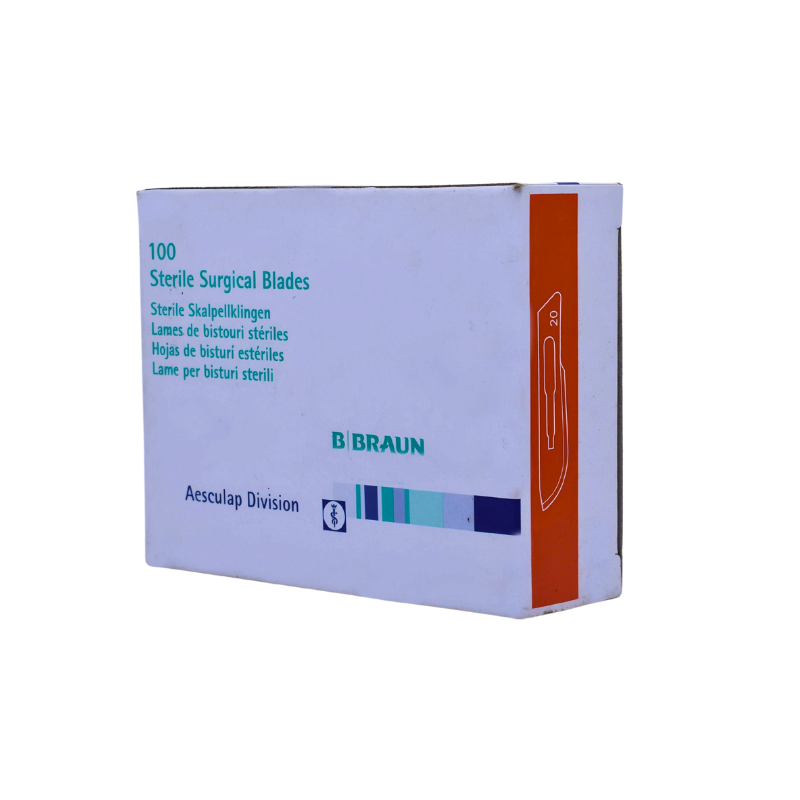 100
Sterile Surgical Blades
Sterile Skalpellklingen
Lames de bistouri stériles
Hojas de bisturí estériles
Lame per bisturi sterili
B|BRAUN
Aesculap Division
20